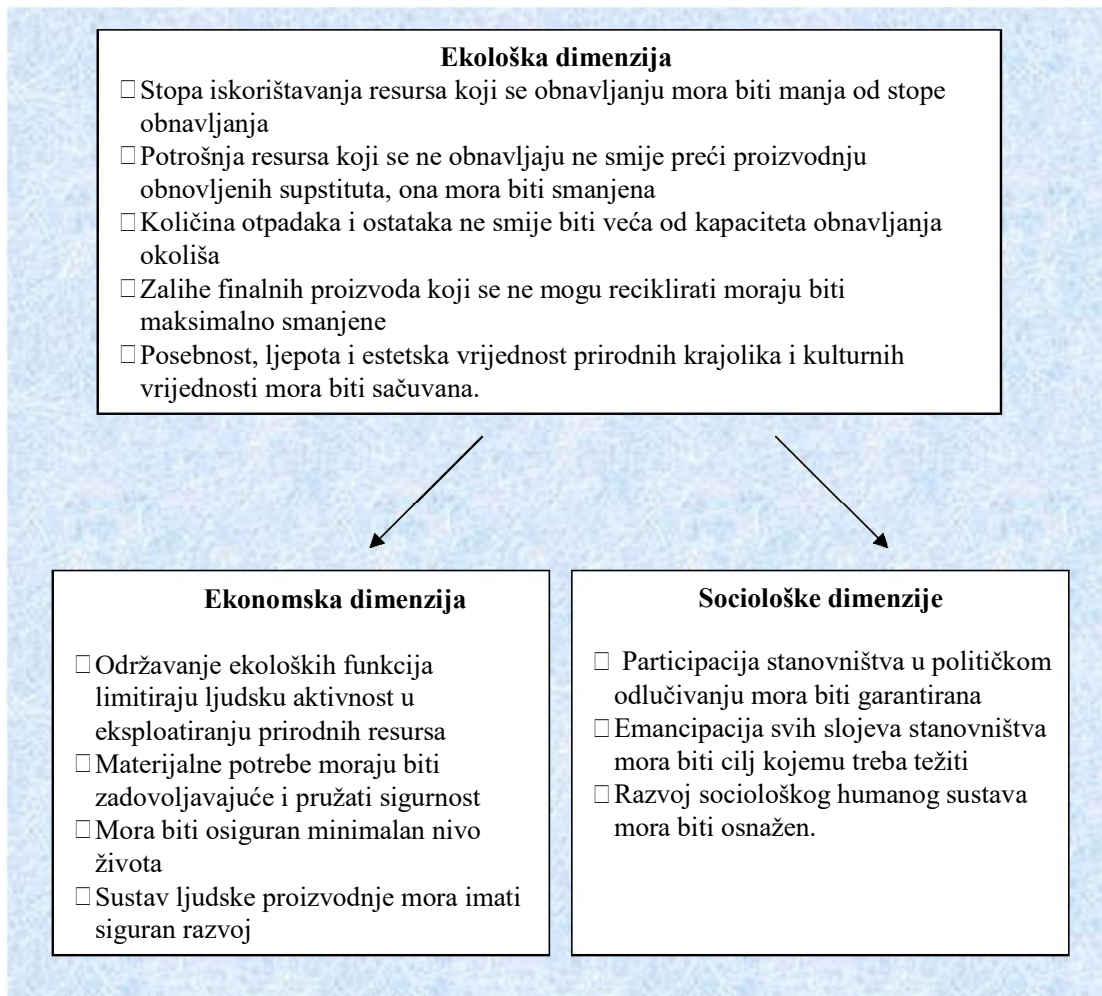 Ekološka dimenzija
□ Stopa iskorištavanja resursa koji se obnavljanju mora biti manja od stope
obnavljanja
□ Potrošnja resursa koji se ne obnavljaju ne smije preći proizvodnju
obnovljenih supstituta, ona mora biti smanjena
□ Količina otpadaka i ostataka ne smije biti veća od kapaciteta obnavljanja
okoliša
□ Zalihe finalnih proizvoda koji se ne mogu reciklirati moraju biti
maksimalno smanjene
□ Posebnost, ljepota i estetska vrijednost prirodnih krajolika i kulturnih
vrijednosti mora biti sačuvana.
Ekonomska dimenzija
□ Održavanje ekoloških funkcija
limitiraju ljudsku aktivnost u
eksploatiranju prirodnih resursa
□ Materijalne potrebe moraju biti
zadovoljavajuće i pružati sigurnost
□ Mora biti osiguran minimalan nivo
života
□ Sustav ljudske proizvodnje mora imati
siguran razvoj
Sociološke dimenzije
□ Participacija stanovništva u političkom
odlučivanju mora biti garantirana
□ Emancipacija svih slojeva stanovništva
mora biti cilj kojemu treba težiti
□ Razvoj sociološkog humanog sustava
mora biti osnažen.